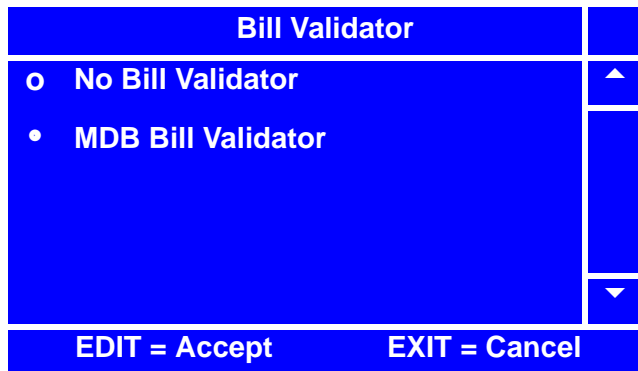 Bill Validator
o No Bill Validator
• MDB Bill Validator
EDIT = Accept EXIT = Cancel